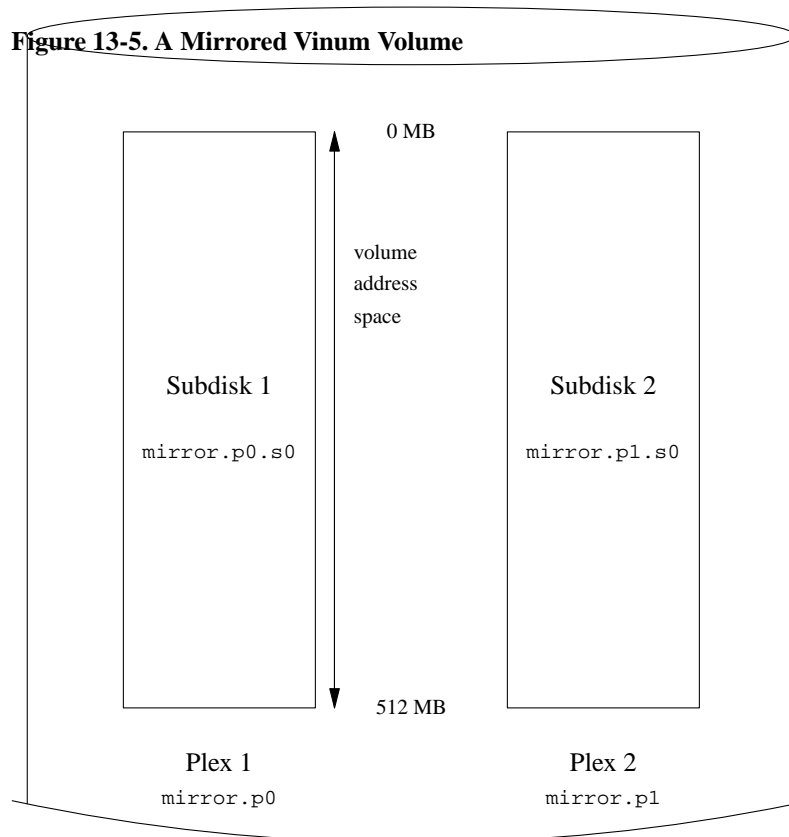 Figure 13-5. A Mirrored Vinum Volume
0 MB
volume
address
space
Subdisk 1
Subdisk 2
mirror.p0.s0
mirror.p1.s0
512 MB
Plex 1
Plex 2
mirror.p0
mirror.p1